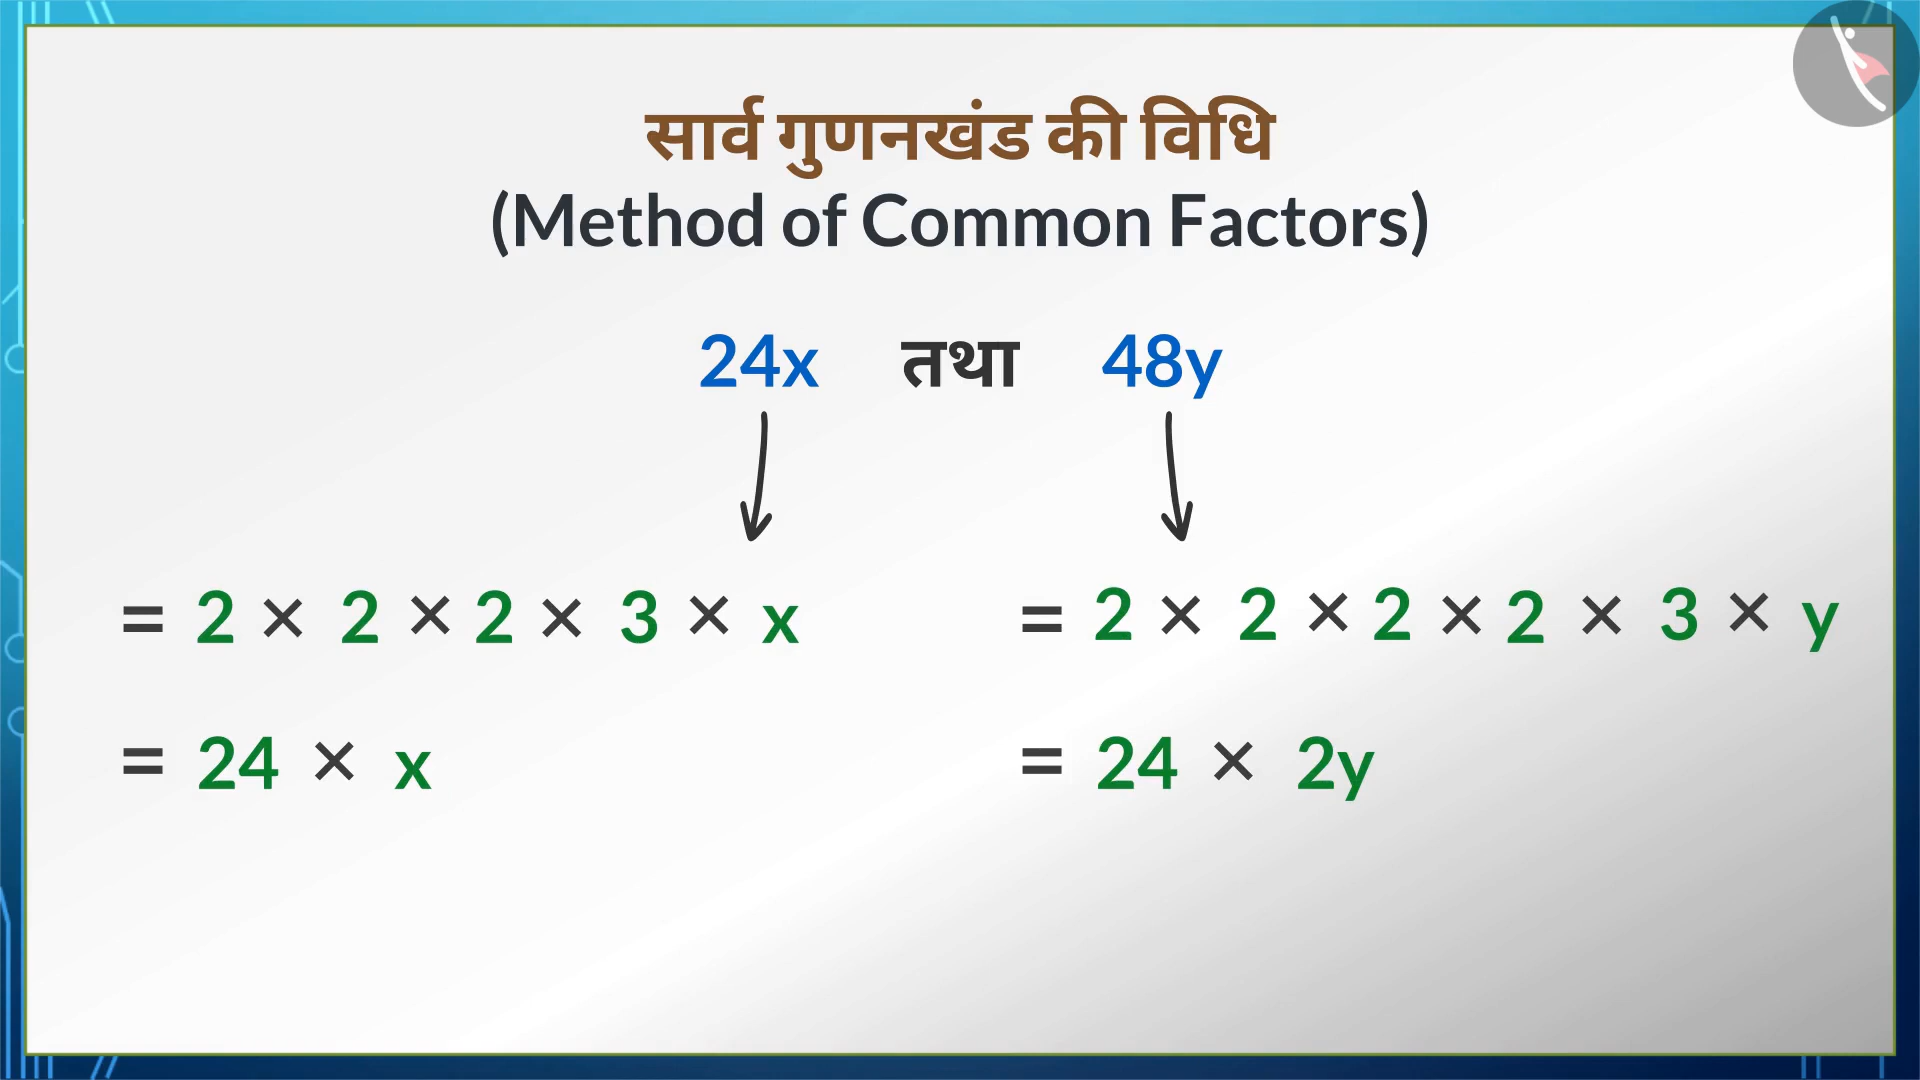 सार्व गुणनखंड की विधि
(Method of Common Factors)
24x तथा 48y
= 2 × 2 × 2 × 3 × x
= 2 × 2 × 2 × 2 × 3 × y
= 24 × x
= 24 × 2y